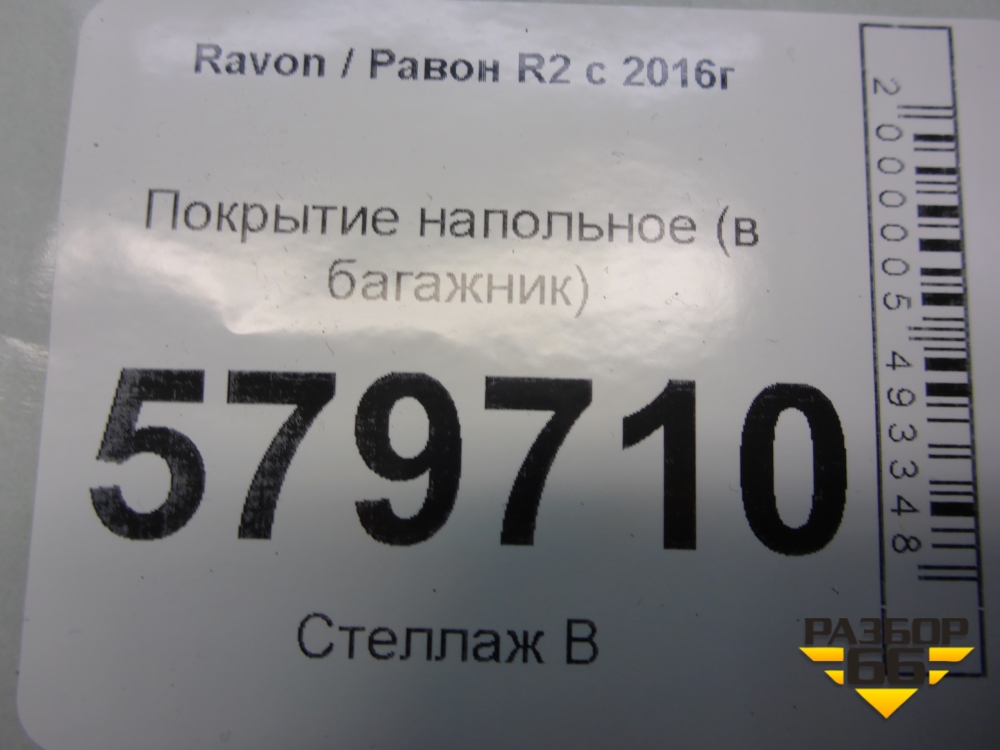 Ravon / Равон R2 с 2016г
Покрытие напольное (в
багажник)
579710
Стеллаж В
2000005493348
РАЗБОР
66